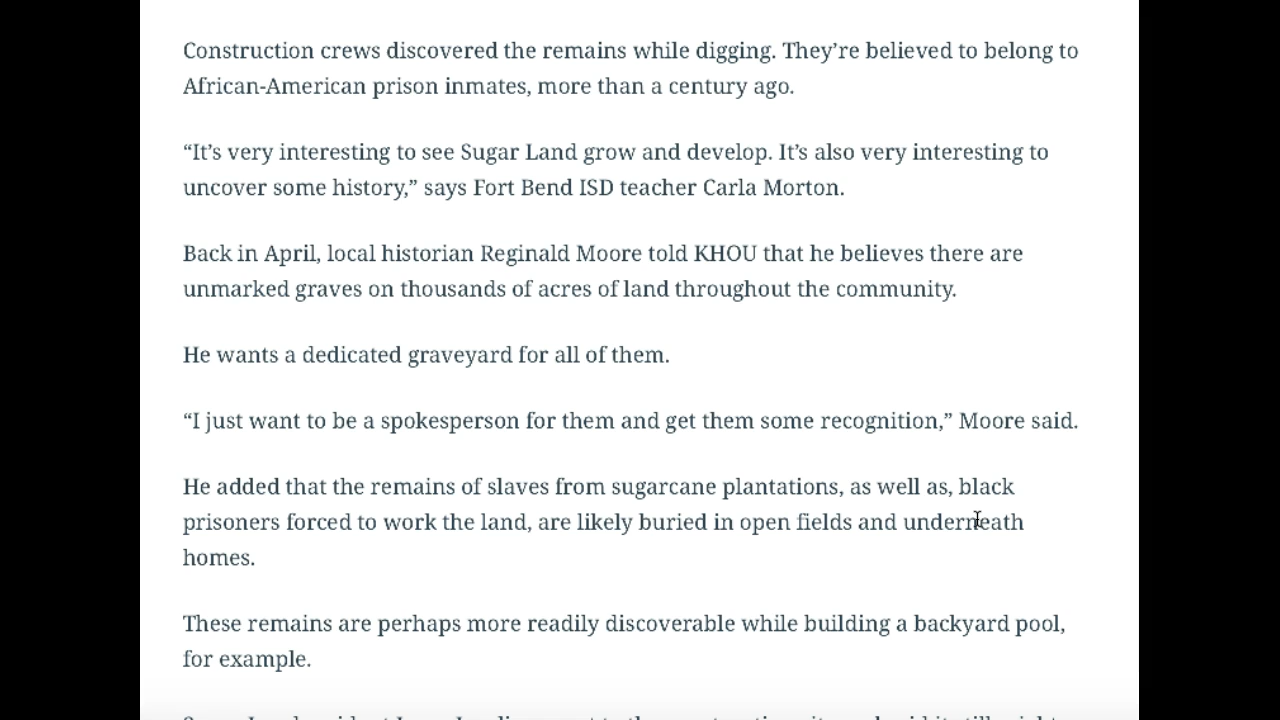 Construction crews discovered the remains while digging. They’re believed to belong to
African-American prison inmates, more than a century ago.
“It’s very interesting to see Sugar Land grow and develop. It’s also very interesting to
uncover some history,” says Fort Bend ISD teacher Carla Morton.
Back in April, local historian Reginald Moore told KHOU that he believes there are
unmarked graves on thousands of acres of land throughout the community.
He wants a dedicated graveyard for all of them.
“I just want to be a spokesperson for them and get them some recognition,” Moore said.
He added that the remains of slaves from sugarcane plantations, as well as, black
prisoners forced to work the land, are likely buried in open fields and underneath
homes.
These remains are perhaps more readily discoverable while building a backyard pool,
for example.